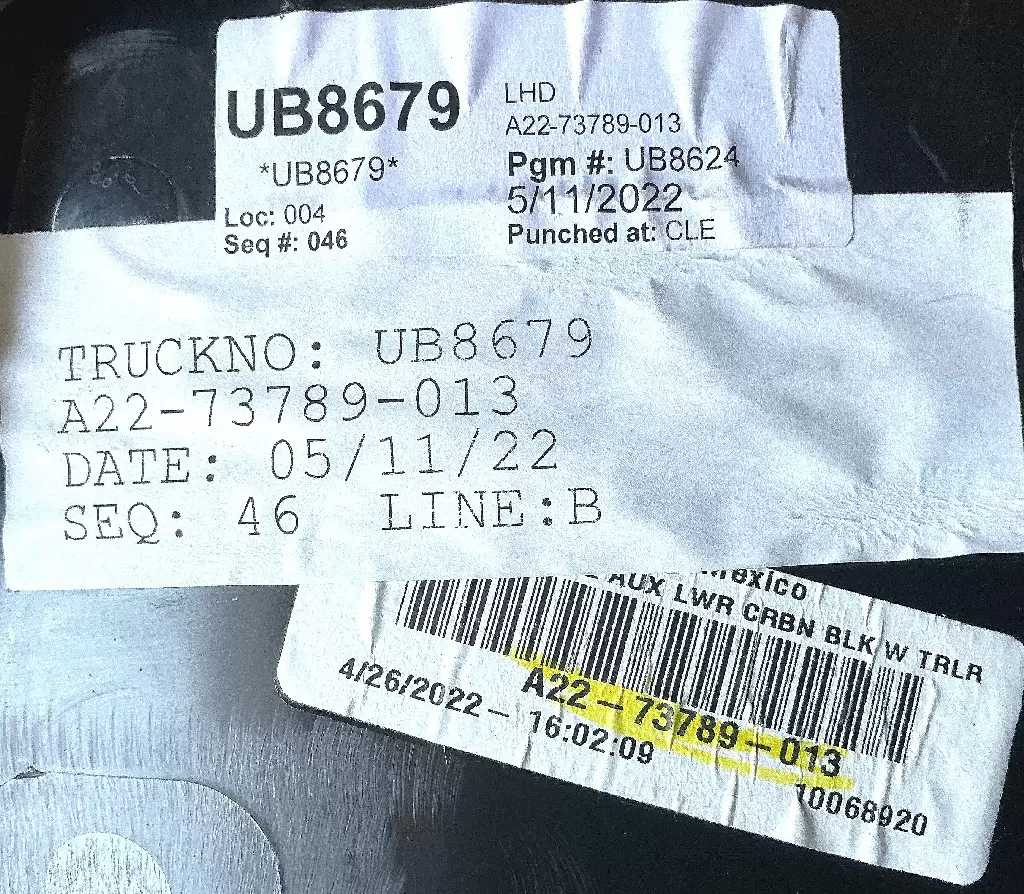 UB8679
*UB8679*
Loc: 004
Seq #: 046
LHD
A22-73789-013
Pgm #: UB8624
5/11/2022
Punched at: CLE
TRUCKNO: UB8679
A22-73789-013
DATE: 05/11/22
SEQ: 46 LINE:B
Mexico
AUX LWR CRBN BLK W TRLR
A22-73789-013
4/26/2022 - 16:02:09
10068920